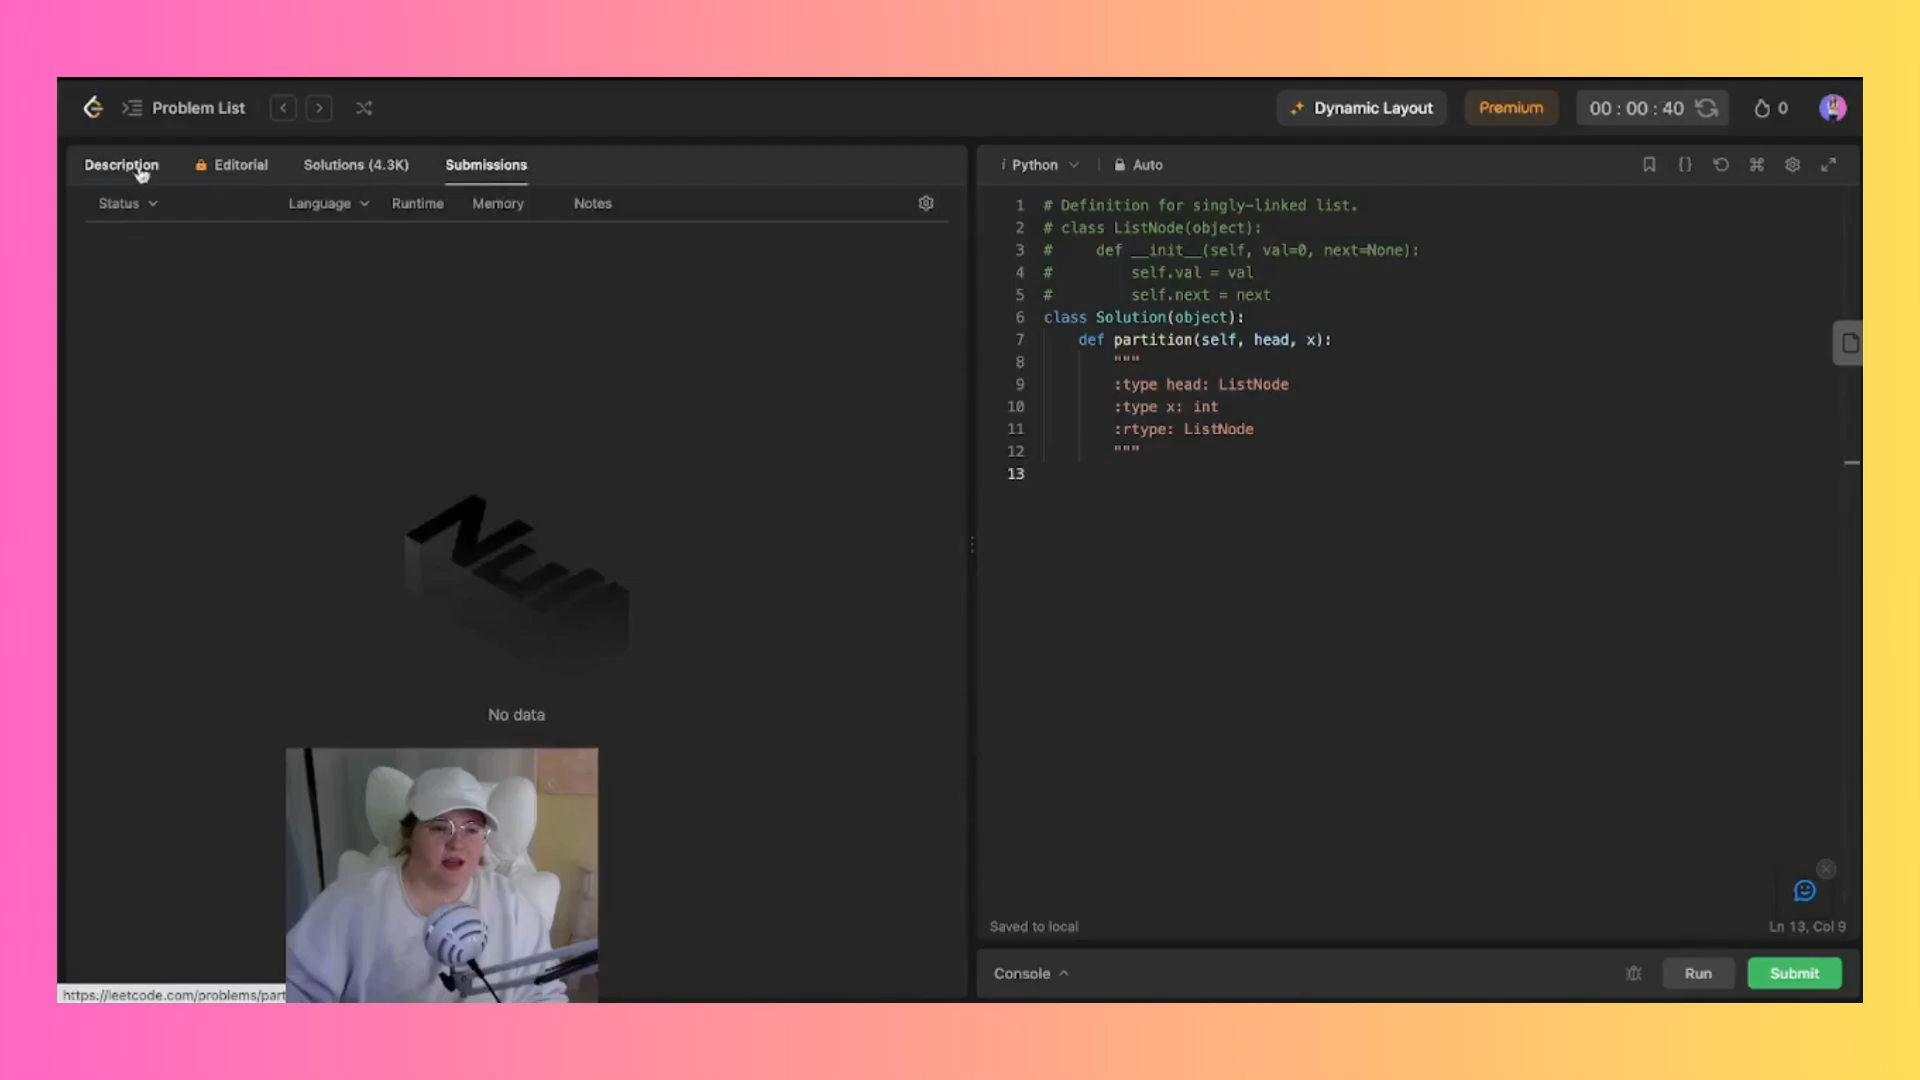 Problem List
Dynamic Layout
Premium
00 : 00 : 40
0
Description
Editorial
Solutions (4.3K)
Submissions
Status
Language
Runtime
Memory
Notes
Null
No data
https://leetcode.com/problems/part
i Python
Auto
1 # Definition for singly-linked list.
2 # class ListNode(object):
3 #     def __init__(self, val=0, next=None):
4 #         self.val = val
5 #         self.next = next
6 class Solution(object):
7     def partition(self, head, x):
8         """
9         :type head: ListNode
10         :type x: int
11         :rtype: ListNode
12         """
13
Saved to local
Ln 13, Col 9
Console
Run
Submit